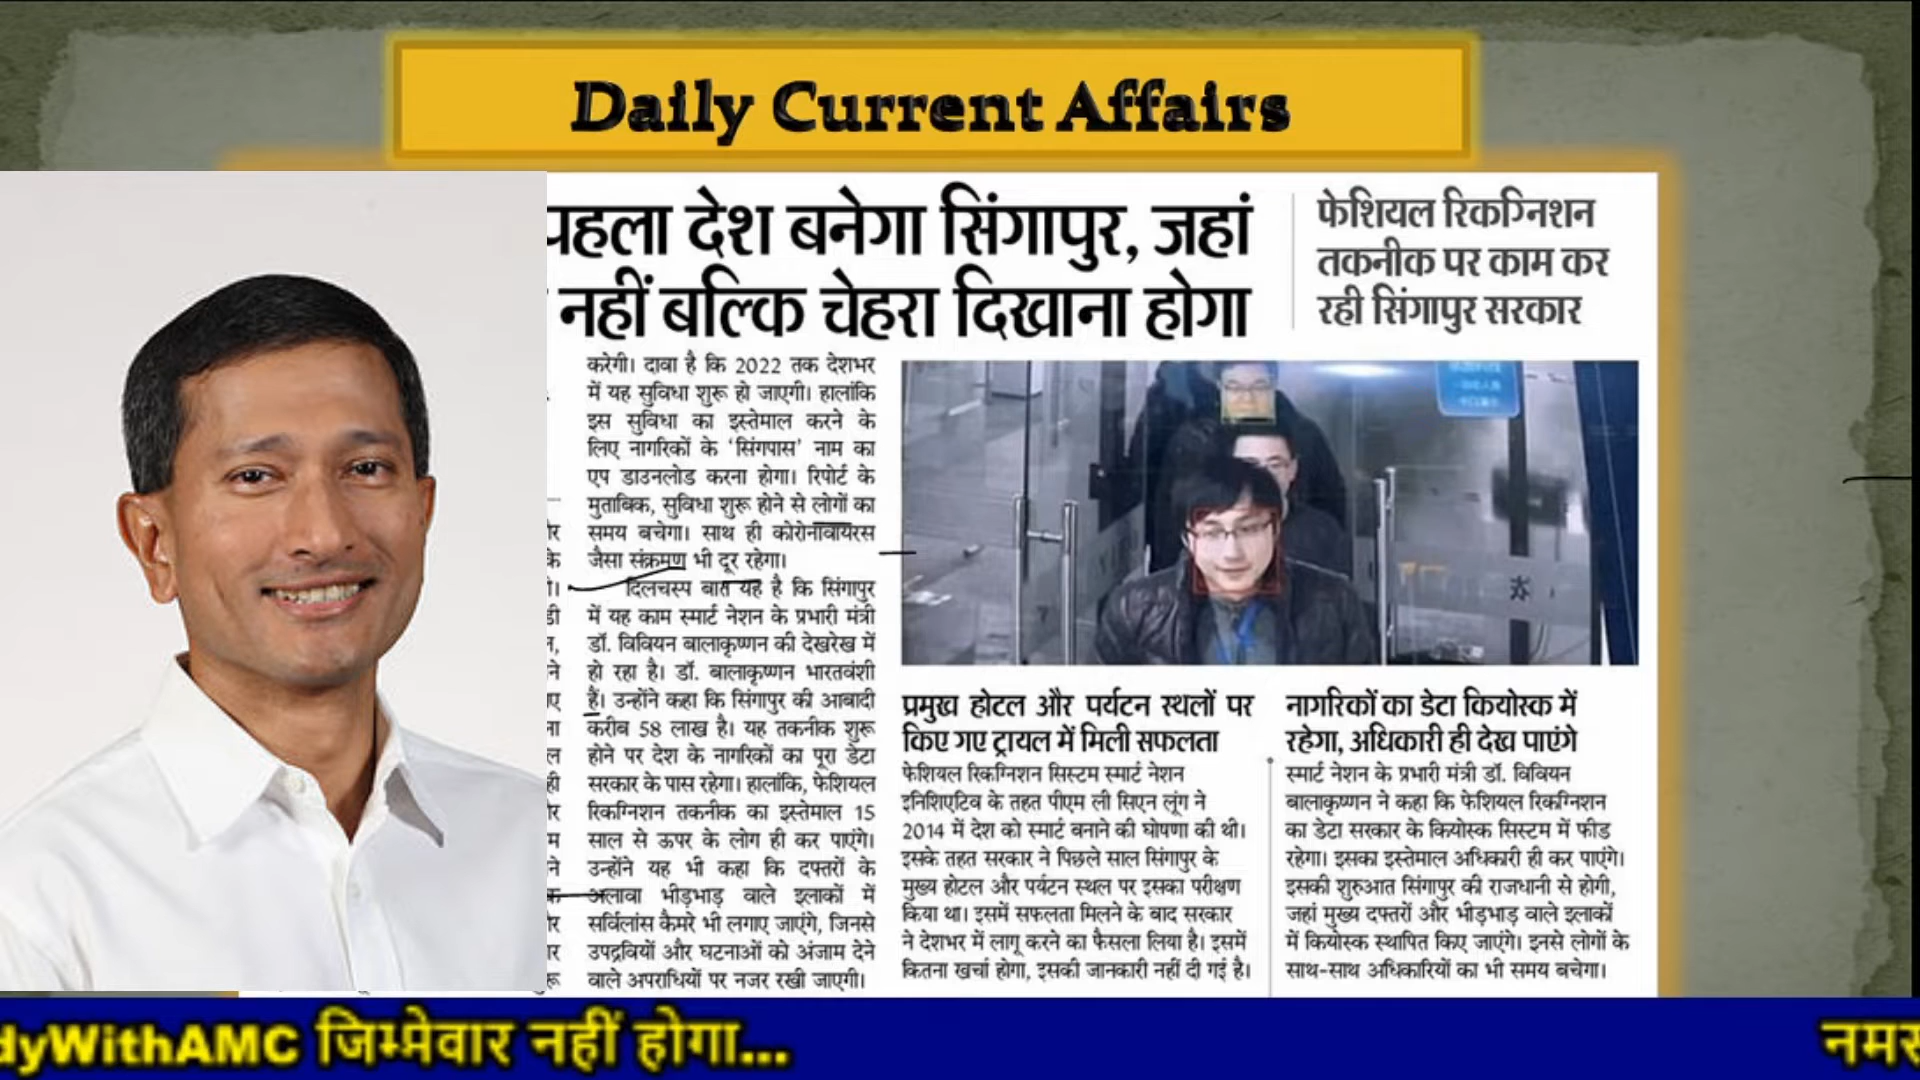 Daily Current Affairs
पहला देश बनेगा सिंगापुर, जहां
नहीं बल्कि चेहरा दिखाना होगा
फेशियल रिकग्निशन
तकनीक पर काम कर
रही सिंगापुर सरकार
करेगी। दावा है कि 2022 तक देशभर
में यह सुविधा शुरू हो जाएगी। हालांकि
इस सुविधा का इस्तेमाल करने के
लिए नागरिकों के ‘सिंगपास’ नाम का
एप डाउनलोड करना होगा। रिपोर्ट के
मुताबिक, सुविधा शुरू होने से लोगों का
समय बचेगा। साथ ही कोरोनावायरस
जैसा संक्रमण भी दूर रहेगा।
दिलचस्प बात यह है कि सिंगापुर
में यह काम स्मार्ट नेशन के प्रभारी मंत्री
डॉ. विवियन बालाकृष्णन की देखरेख में
हो रहा है। डॉ. बालाकृष्णन भारतवंशी
हैं। उन्होंने कहा कि सिंगापुर की आबादी
करीब 58 लाख है। यह तकनीक शुरू
होने पर देश के नागरिकों का पूरा डेटा
सरकार के पास रहेगा। हालांकि, फेशियल
रिकग्निशन तकनीक का इस्तेमाल 15
साल से ऊपर के लोग ही कर पाएंगे।
उन्होंने यह भी कहा कि दफ्तरों के
अलावा भीड़भाड़ वाले इलाकों में
सर्विलांस कैमरे भी लगाए जाएंगे, जिनसे
उपद्रवियों और घटनाओं को अंजाम देने
वाले अपराधियों पर नजर रखी जाएगी।
प्रमुख होटल और पर्यटन स्थलों पर
किए गए ट्रायल में मिली सफलता
फेशियल रिकग्निशन सिस्टम स्मार्ट नेशन
इनिशिएटिव के तहत पीएम ली सिएन लूंग ने
2014 में देश को स्मार्ट बनाने की घोषणा की थी।
इसके तहत सरकार ने पिछले साल सिंगापुर के
मुख्य होटल और पर्यटन स्थल पर इसका परीक्षण
किया था। इसमें सफलता मिलने के बाद सरकार
ने देशभर में लागू करने का फैसला लिया है। इसमें
कितना खर्चा होगा, इसकी जानकारी नहीं दी गई है।
नागरिकों का डेटा कियोस्क में
रहेगा, अधिकारी ही देख पाएंगे
स्मार्ट नेशन के प्रभारी मंत्री डॉ. विवियन
बालाकृष्णन ने कहा कि फेशियल रिकग्निशन
का डेटा सरकार के कियोस्क सिस्टम में फीड
रहेगा। इसका इस्तेमाल अधिकारी ही कर पाएंगे।
इसकी शुरुआत सिंगापुर की राजधानी से होगी,
जहां मुख्य दफ्तरों और भीड़भाड़ वाले इलाकों
में कियोस्क स्थापित किए जाएंगे। इनसे लोगों के
साथ-साथ अधिकारियों का भी समय बचेगा।
dyWithAMC जिम्मेवार नहीं होगा...
नमस